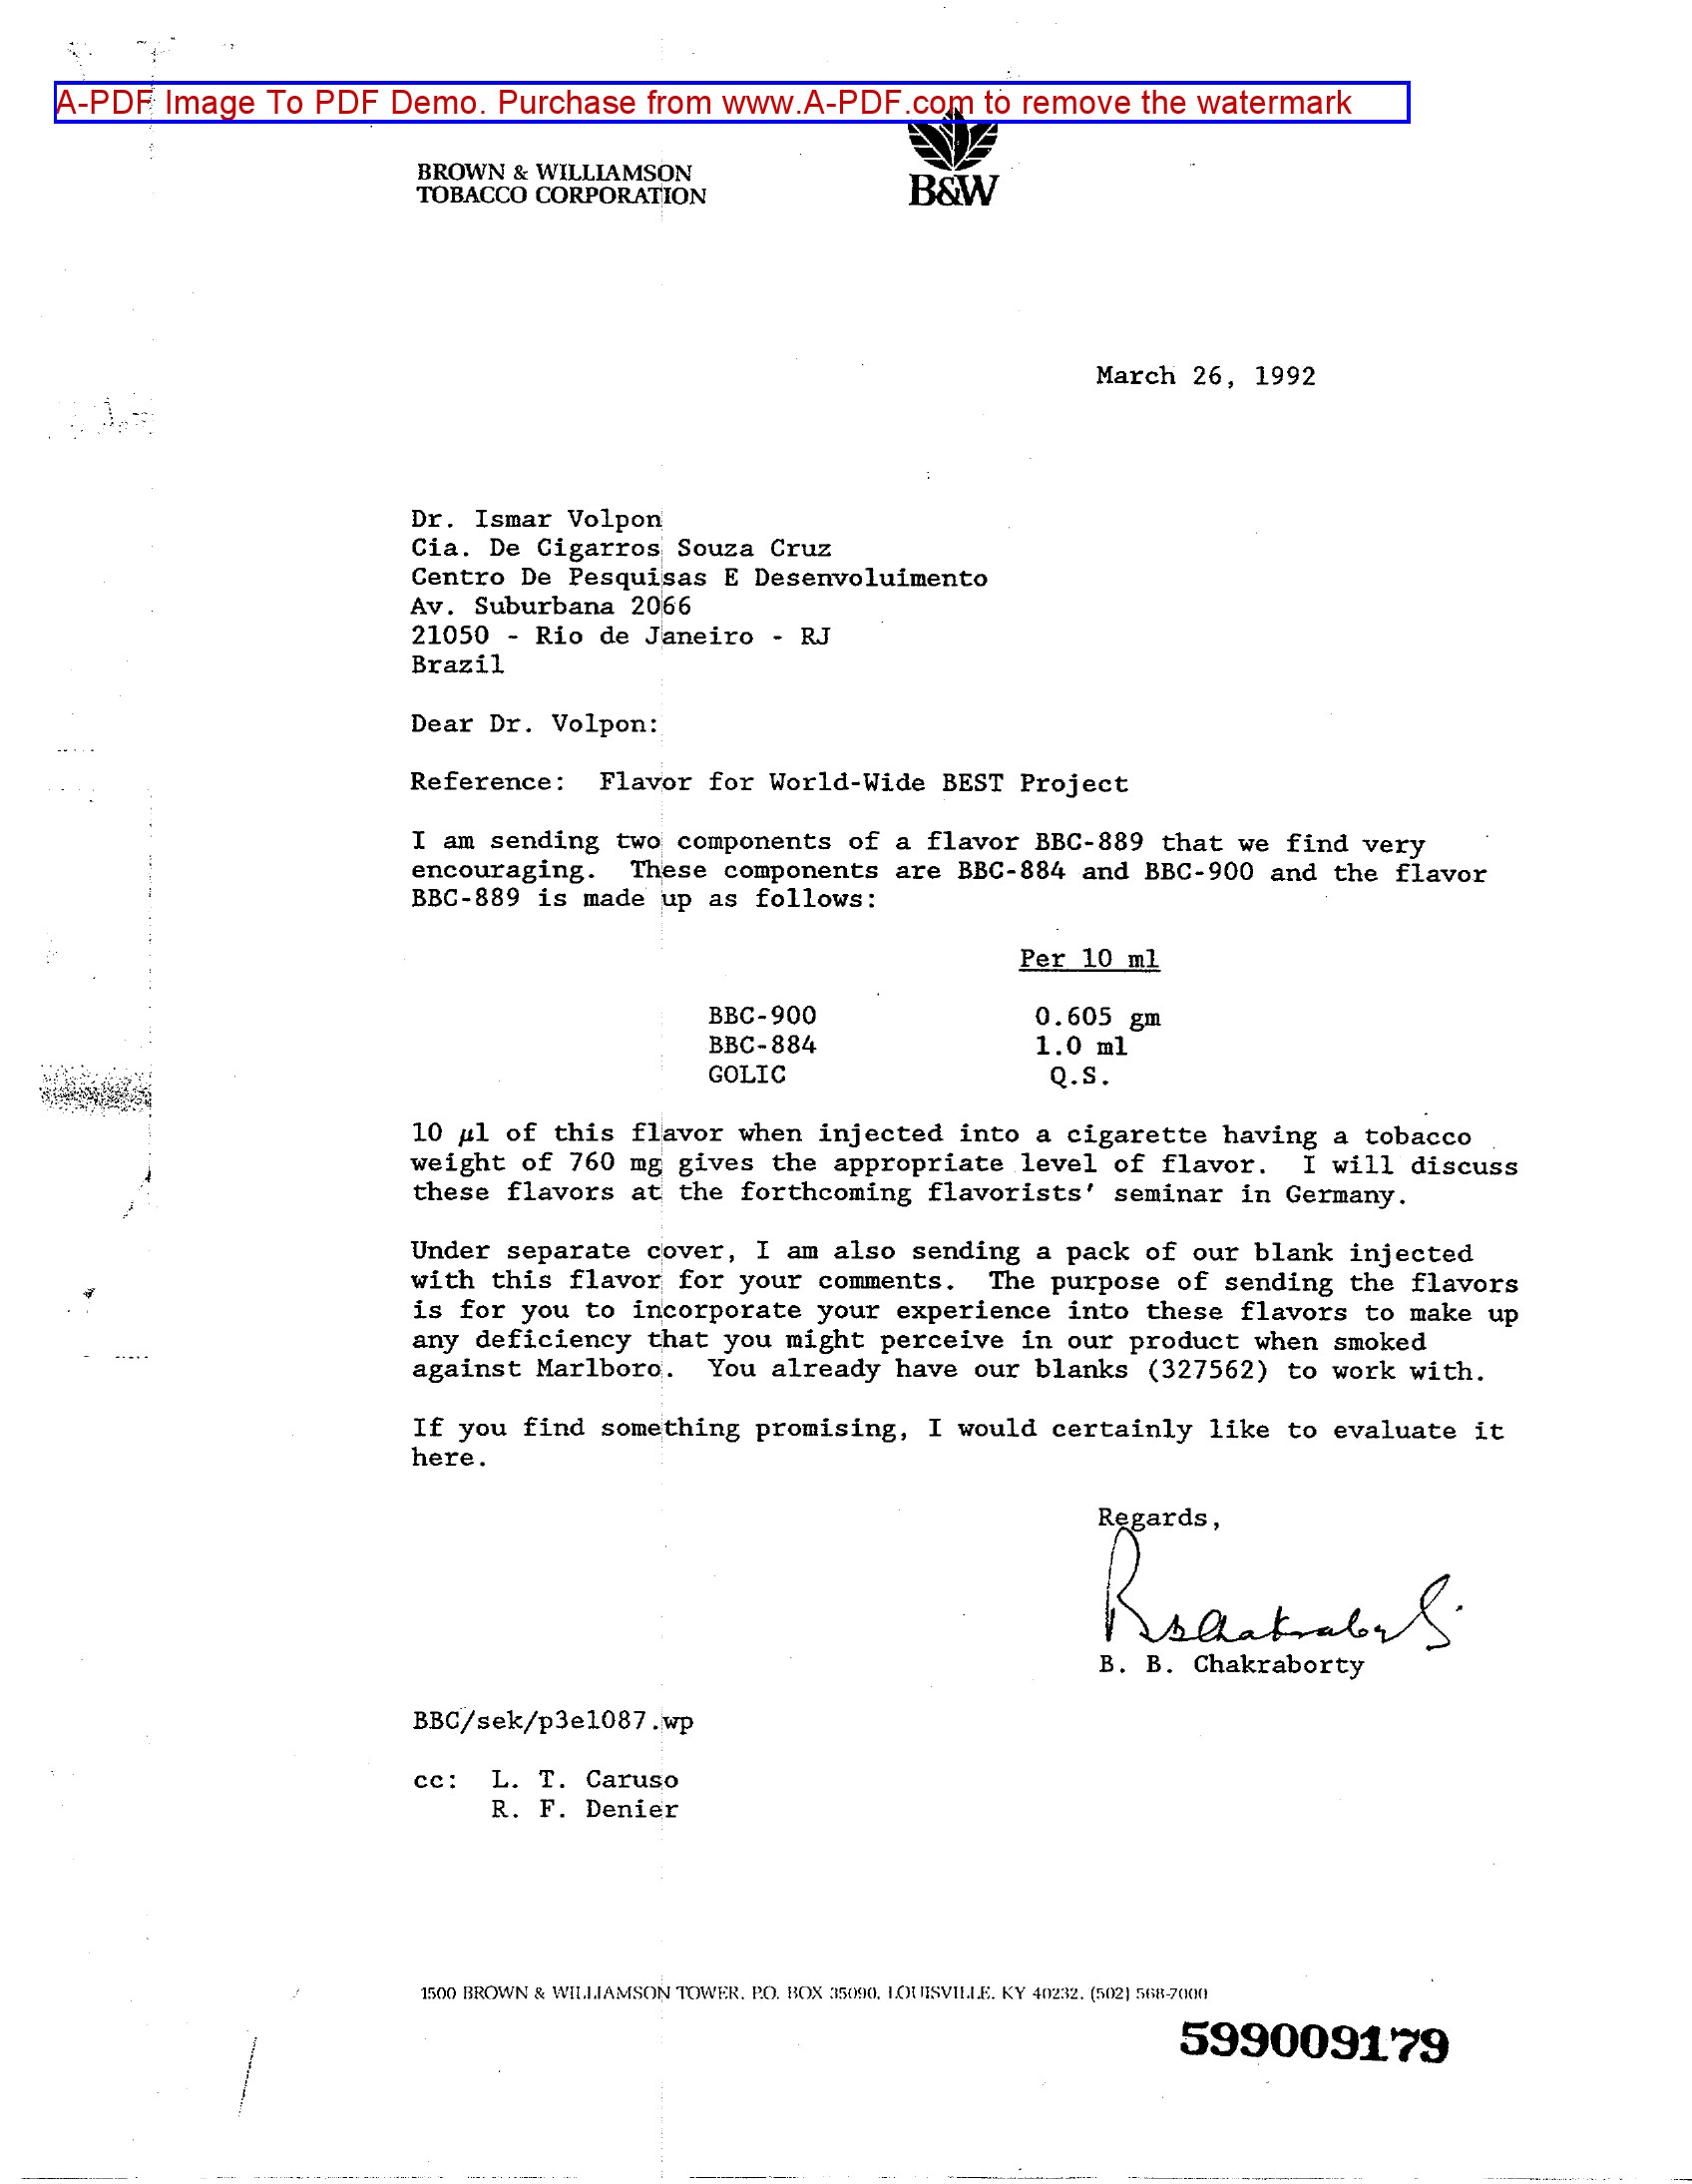 A-PDF Image To PDF Demo. Purchase from www.A-PDF.com to remove the watermark
BROWN & WILLIAMSON
TOBACCO CORPORATION
B&W
March 26, 1992
Dr. Ismar Volpon
Cia. De Cigarros Souza Cruz
Centro De Pesquisas E Desenvoluimento
Av. Suburbana 2066
21050 - Rio de Janeiro - RJ
Brazil
Dear Dr. Volpon:
Reference: Flavor for World-Wide BEST Project
I am sending two components of a flavor BBC-889 that we find very
encouraging. These components are BBC-884 and BBC-900 and the flavor
BBC-889 is made up as follows:
Per 10 ml
BBC-900 0.605 gm
BBC-884 1.0 ml
GOLIC Q.S.
10 µl of this flavor when injected into a cigarette having a tobacco
weight of 760 mg gives the appropriate level of flavor. I will discuss
these flavors at the forthcoming flavorists' seminar in Germany.
Under separate cover, I am also sending a pack of our blank injected
with this flavor for your comments. The purpose of sending the flavors
is for you to incorporate your experience into these flavors to make up
any deficiency that you might perceive in our product when smoked
against Marlboro. You already have our blanks (327562) to work with.
If you find something promising, I would certainly like to evaluate it
here.
Regards,
BBChakraborty
B. B. Chakraborty
BBC/sek/p3e1087.wp
cc: L. T. Caruso
R. F. Denier
1500 BROWN & WILLIAMSON TOWER, P.O. BOX 35090, LOUISVILLE, KY 40232, (502) 568-7000
599009179